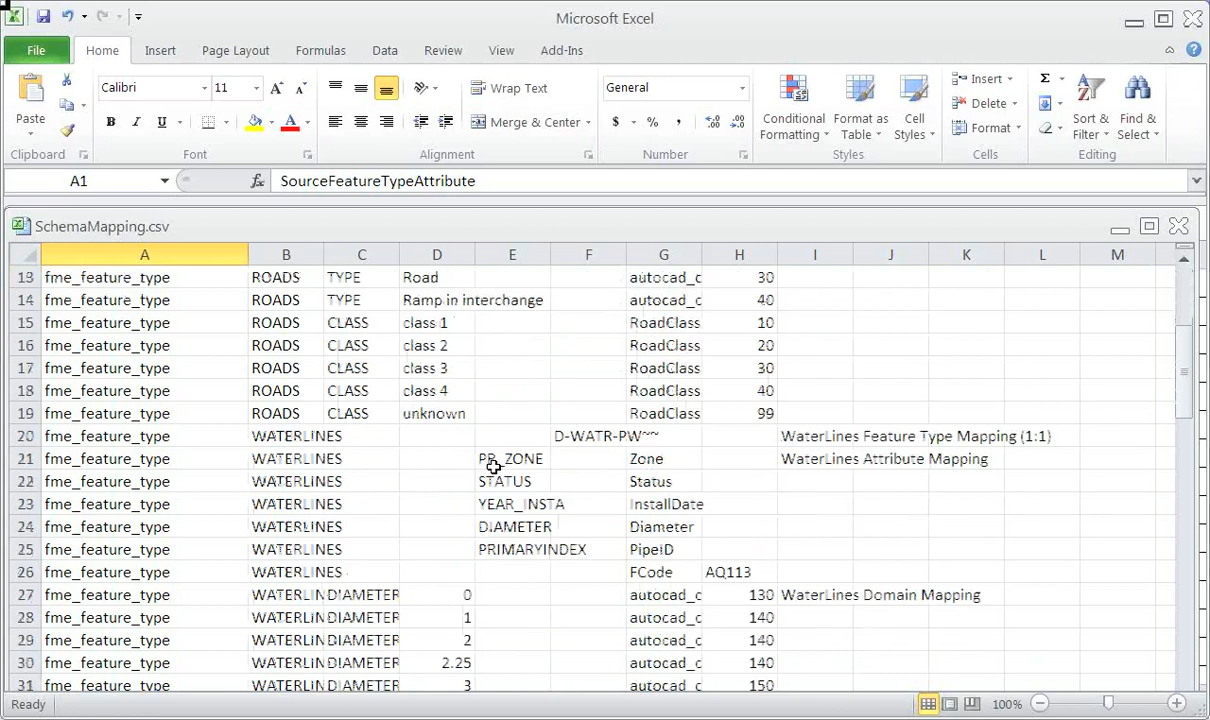 Microsoft Excel
File Home Insert Page Layout Formulas Data Review View Add-Ins
Paste
Clipboard
Calibri 11
B I U
Font
Wrap Text
Merge & Center
Alignment
General
$ % ,
Number
Conditional Formatting
Format as Table
Cell Styles
Styles
Insert
Delete
Format
Cells
Sort & Filter
Find & Select
Editing
A1 fx SourceFeatureTypeAttribute
SchemaMapping.csv
A B C D E F G H I J K L M
13 fme_feature_type ROADS TYPE Road autocad_c 30
14 fme_feature_type ROADS TYPE Ramp in interchange autocad_c 40
15 fme_feature_type ROADS CLASS class 1 RoadClass 10
16 fme_feature_type ROADS CLASS class 2 RoadClass 20
17 fme_feature_type ROADS CLASS class 3 RoadClass 30
18 fme_feature_type ROADS CLASS class 4 RoadClass 40
19 fme_feature_type ROADS CLASS unknown RoadClass 99
20 fme_feature_type WATERLINES D-WATR-PW~~ WaterLines Feature Type Mapping (1:1)
21 fme_feature_type WATERLINES PR_ZONE Zone WaterLines Attribute Mapping
22 fme_feature_type WATERLINES STATUS Status
23 fme_feature_type WATERLINES YEAR_INSTA InstallDate
24 fme_feature_type WATERLINES DIAMETER Diameter
25 fme_feature_type WATERLINES PRIMARYINDEX PipeID
26 fme_feature_type WATERLINES FCode AQ113
27 fme_feature_type WATERLIN DIAMETER 0 autocad_c 130 WaterLines Domain Mapping
28 fme_feature_type WATERLIN DIAMETER 1 autocad_c 140
29 fme_feature_type WATERLIN DIAMETER 2 autocad_c 140
30 fme_feature_type WATERLIN DIAMETER 2.25 autocad_c 140
31 fme_feature_type WATERLIN DIAMETER 3 autocad_c 150
Ready 100%